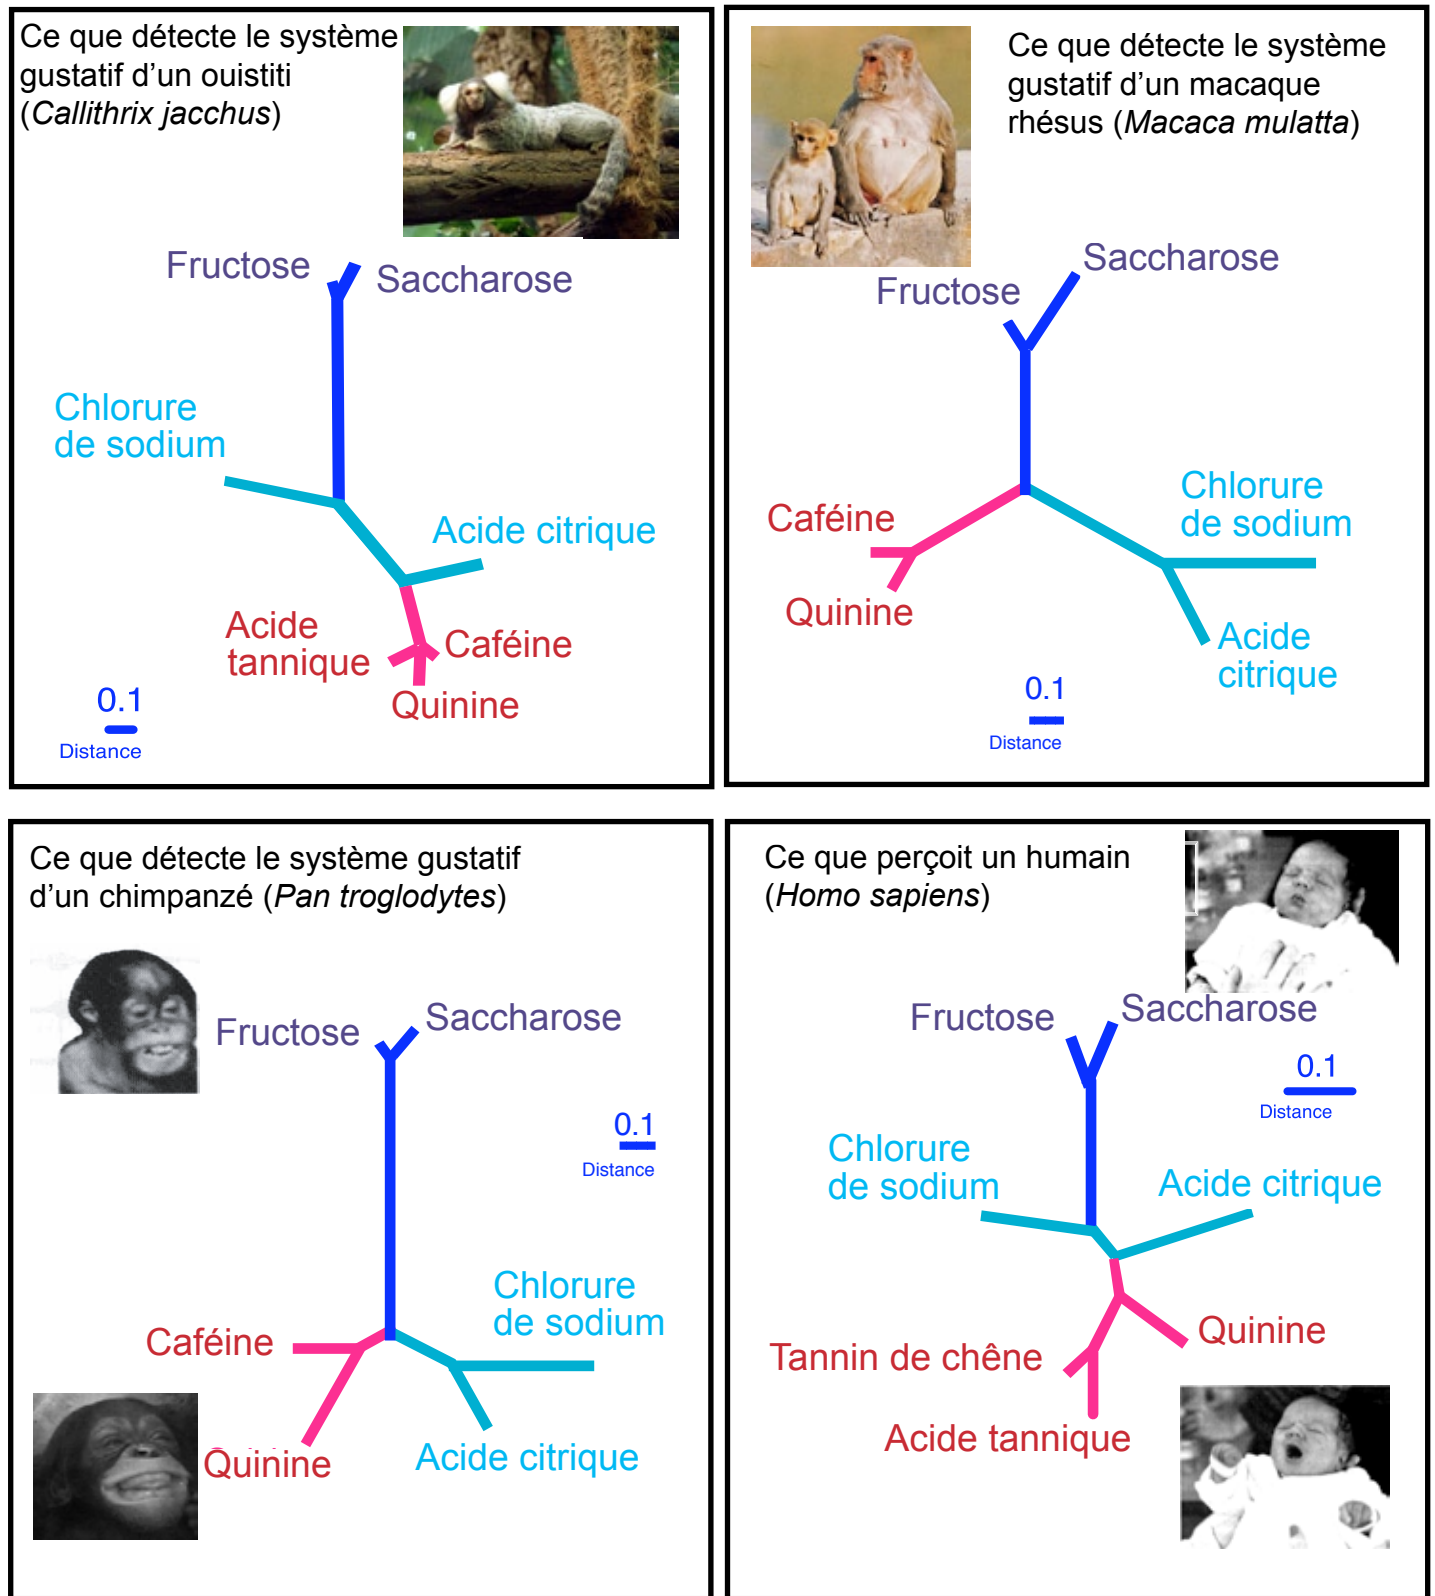 Ce que détecte le système
gustatif d'un ouistiti
(Callithrix jacchus)
Fructose
Saccharose
Chlorure
de sodium
Acide citrique
Acide
tannique
Caféine
Quinine
0.1
Distance
Ce que détecte le système
gustatif d'un macaque
rhésus (Macaca mulatta)
Saccharose
Fructose
Caféine
Chlorure
de sodium
Quinine
Acide
citrique
0.1
Distance
Ce que détecte le système gustatif
d'un chimpanzé (Pan troglodytes)
Fructose
Saccharose
0.1
Distance
Chlorure
de sodium
Caféine
Quinine
Acide citrique
Ce que perçoit un humain
(Homo sapiens)
Fructose
Saccharose
0.1
Distance
Chlorure
de sodium
Acide citrique
Quinine
Tannin de chêne
Acide tannique